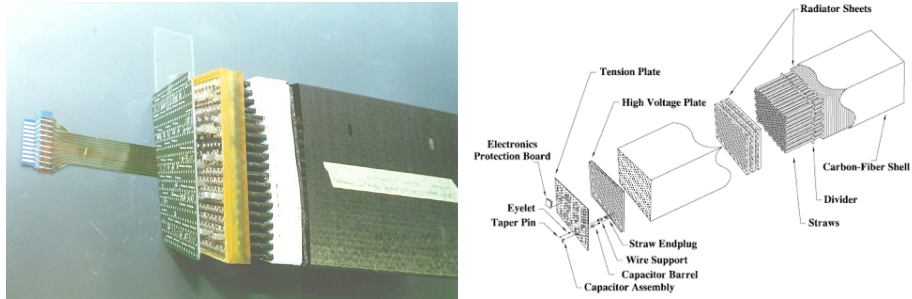 Radiator Sheets
Tension Plate
High Voltage Plate
Electronics
Protection Board
Carbon-Fiber Shell
Eyelet
Divider
Taper Pin
Straws
Straw Endplug
Wire Support
Capacitor Barrel
Capacitor Assembly